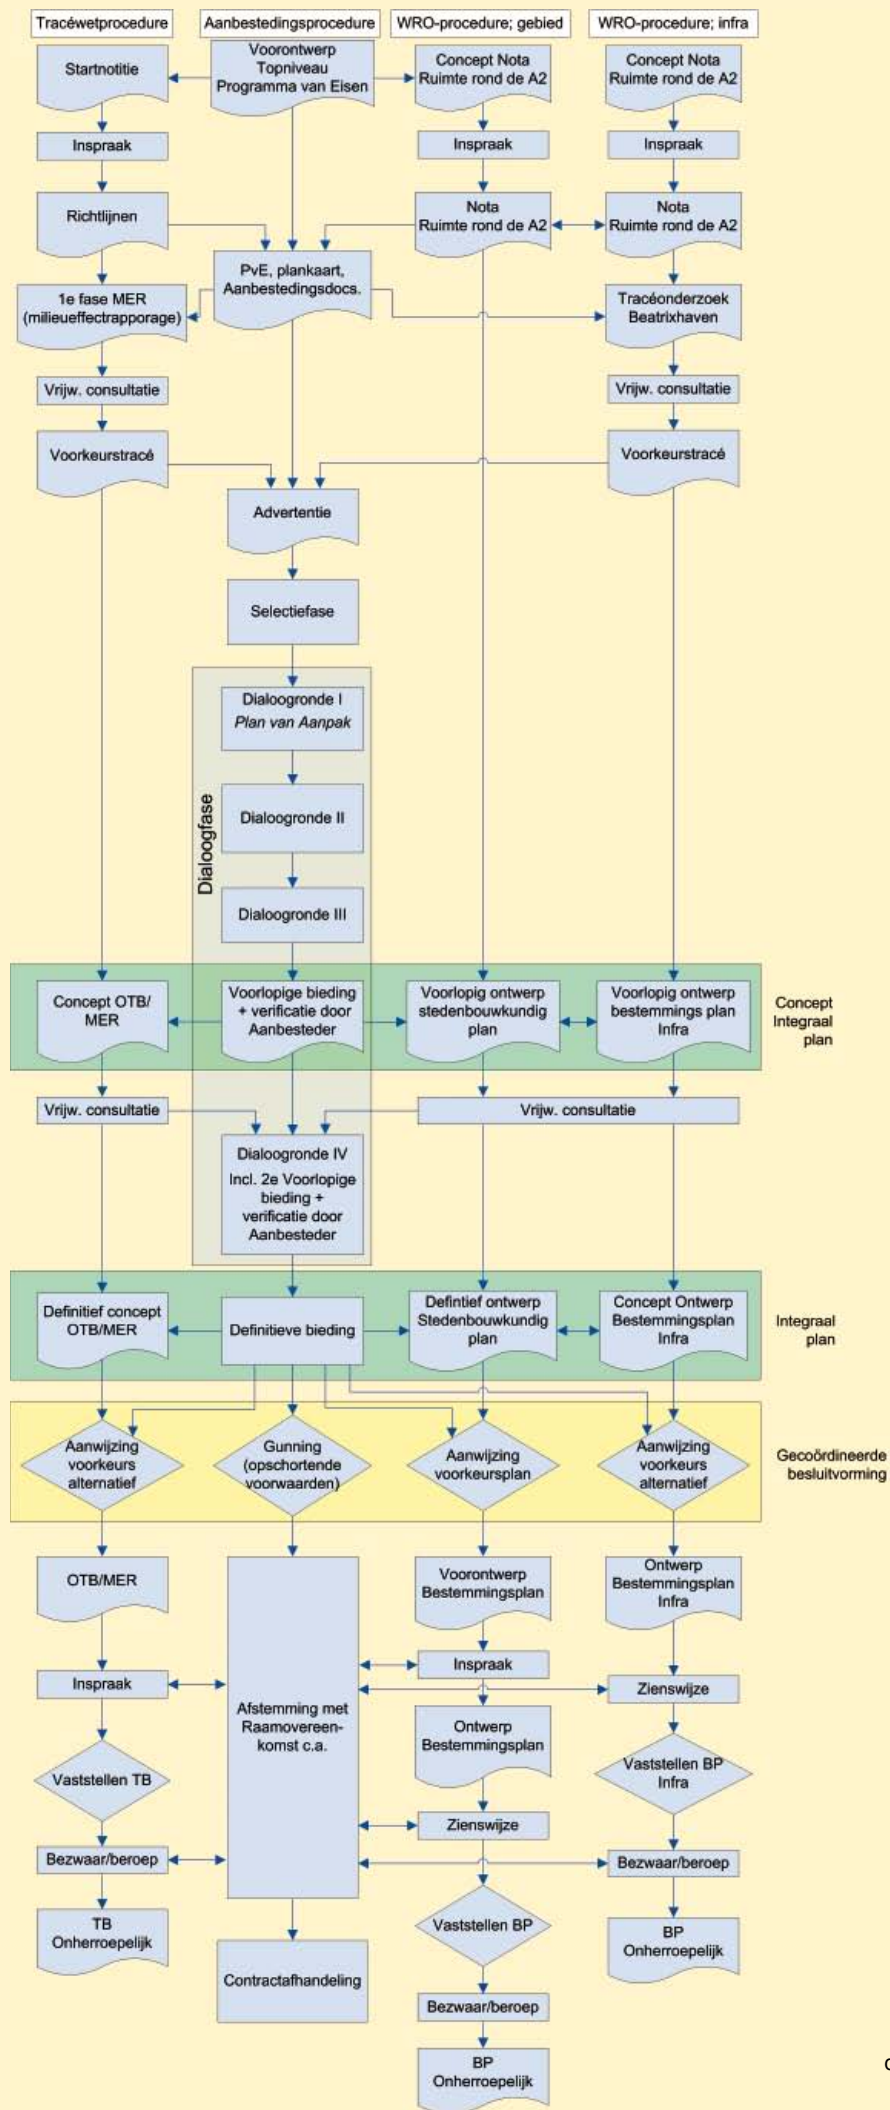 Tracéwetprocedure
Aanbestedingsprocedure
WRO-procedure; gebied
WRO-procedure; infra
Startnotitie
Voorontwerp
Topniveau
Programma van Eisen
Concept Nota
Ruimte rond de A2
Concept Nota
Ruimte rond de A2
Inspraak
Inspraak
Inspraak
Richtlijnen
Nota
Ruimte rond de A2
Nota
Ruimte rond de A2
PvE, plankaart,
Aanbestedingsdocs.
1e fase MER
(milieueffectrapporage)
Tracéonderzoek
Beatrixhaven
Vrijw. consultatie
Vrijw. consultatie
Voorkeurstracé
Voorkeurstracé
Advertentie
Selectiefase
Dialoogfase
Dialoogronde I
Plan van Aanpak
Dialoogronde II
Dialoogronde III
Concept OTB/
MER
Voorlopige bieding
+ verificatie door
Aanbesteder
Voorlopig ontwerp
stedenbouwkundig
plan
Voorlopig ontwerp
bestemmings plan
Infra
Concept
Integraal
plan
Vrijw. consultatie
Vrijw. consultatie
Dialoogronde IV
Incl. 2e Voorlopige
bieding +
verificatie door
Aanbesteder
Definitief concept
OTB/MER
Definitieve bieding
Defintief ontwerp
Stedenbouwkundig
plan
Concept Ontwerp
Bestemmingsplan
Infra
Integraal
plan
Aanwijzing
voorkeurs
alternatief
Gunning
(opschortende
voorwaarden)
Aanwijzing
voorkeursplan
Aanwijzing
voorkeurs
alternatief
Gecoördineerde
besluitvorming
OTB/MER
Voorontwerp
Bestemmingsplan
Ontwerp
Bestemmingsplan
Infra
Inspraak
Inspraak
Zienswijze
Afstemming met
Raamovereen-
komst c.a.
Ontwerp
Bestemmingsplan
Vaststellen TB
Vaststellen BP
Infra
Zienswijze
Bezwaar/beroep
Bezwaar/beroep
TB
Onherroepelijk
Vaststellen BP
BP
Onherroepelijk
Contractafhandeling
Bezwaar/beroep
BP
Onherroepelijk